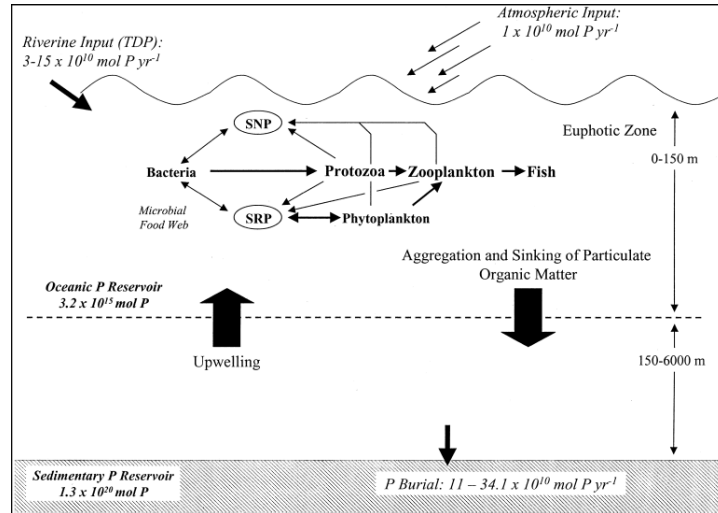 Riverine Input (TDP):
3-15 x 10¹⁰ mol P yr⁻¹
Atmospheric Input:
1 x 10¹⁰ mol P yr⁻¹
SNP
Euphotic Zone
0-150 m
Bacteria
Protozoa
Zooplankton
Fish
Microbial
Food Web
SRP
Phytoplankton
Aggregation and Sinking of Particulate
Organic Matter
Oceanic P Reservoir
3.2 x 10¹⁵ mol P
Upwelling
150-6000 m
Sedimentary P Reservoir
1.3 x 10²⁰ mol P
P Burial: 11 – 34.1 x 10¹⁰ mol P yr⁻¹